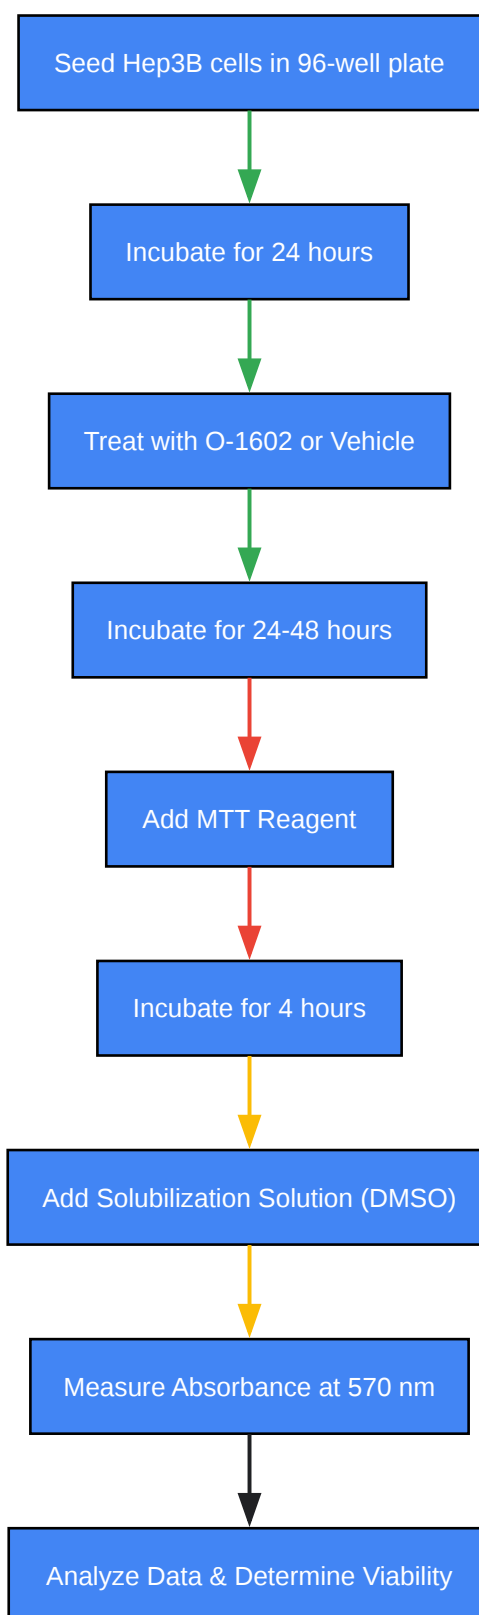 Seed Hep3B cells in 96-well plate
Incubate for 24 hours
Treat with O-1602 or Vehicle
Incubate for 24-48 hours
Add MTT Reagent
Incubate for 4 hours
Add Solubilization Solution (DMSO)
Measure Absorbance at 570 nm
Analyze Data & Determine Viability